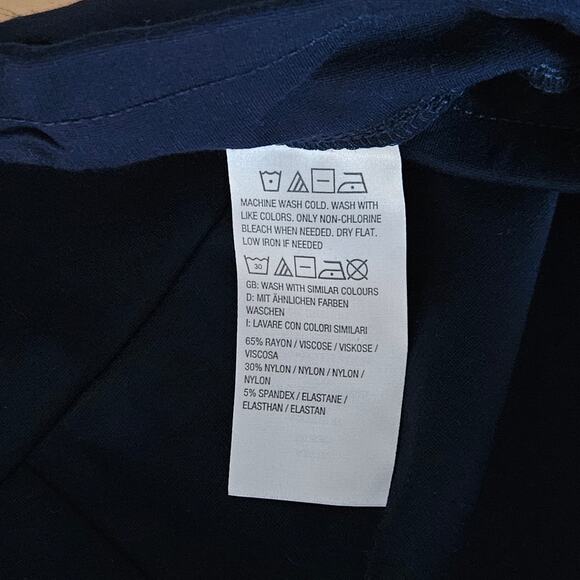 MACHINE WASH COLD. WASH WITH
LIKE COLORS. ONLY NON-CHLORINE
BLEACH WHEN NEEDED. DRY FLAT.
LOW IRON IF NEEDED
30
GB: WASH WITH SIMILAR COLOURS
D: MIT ÄHNLICHEN FARBEN
WASCHEN
I: LAVARE CON COLORI SIMILARI
65% RAYON / VISCOSE / VISKOSE /
VISCOSA
30% NYLON / NYLON / NYLON /
NYLON
5% SPANDEX / ELASTANE /
ELASTHAN / ELASTAN